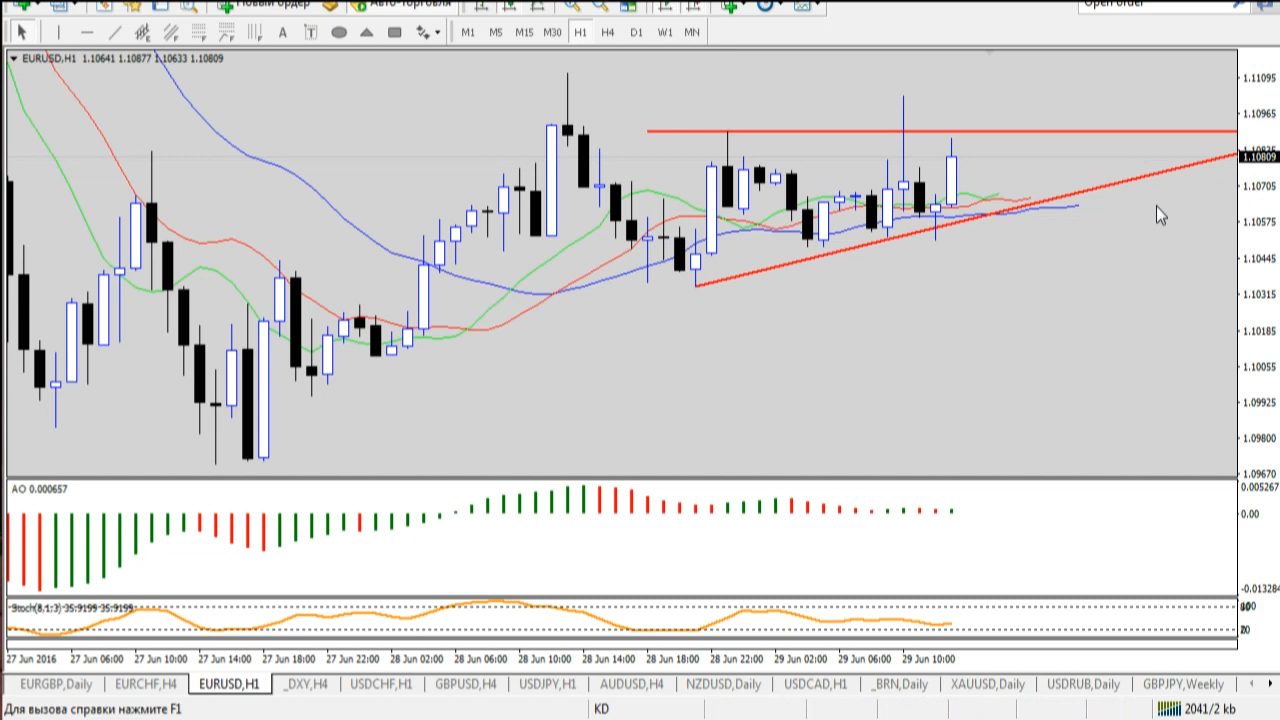 Новый ордер Авто-торговля Open order
A T M1 M5 M15 M30 H1 H4 D1 W1 MN
EURUSD,H1 1.10641 1.10877 1.10633 1.10809
1.11095
1.10965
1.10835
1.10809
1.10705
1.10575
1.10445
1.10315
1.10185
1.10055
1.09925
1.09800
1.09670
AO 0.000657
0.005267
0.00
-0.013284
Stoch(8,1,3) 35.9199 35.9199
100
20
27 Jun 2016 27 Jun 06:00 27 Jun 10:00 27 Jun 14:00 27 Jun 18:00 27 Jun 22:00 28 Jun 02:00 28 Jun 06:00 28 Jun 10:00 28 Jun 14:00 28 Jun 18:00 28 Jun 22:00 29 Jun 02:00 29 Jun 06:00 29 Jun 10:00
EURGBP,Daily EURCHF,H4 EURUSD,H1 _DXY,H4 USDCHF,H1 GBPUSD,H4 USDJPY,H1 AUDUSD,H4 NZDUSD,Daily USDCAD,H1 _BRN,Daily XAUUSD,Daily USDRUB,Daily GBPJPY,Weekly
Для вызова справки нажмите F1 KD 2041/2 kb